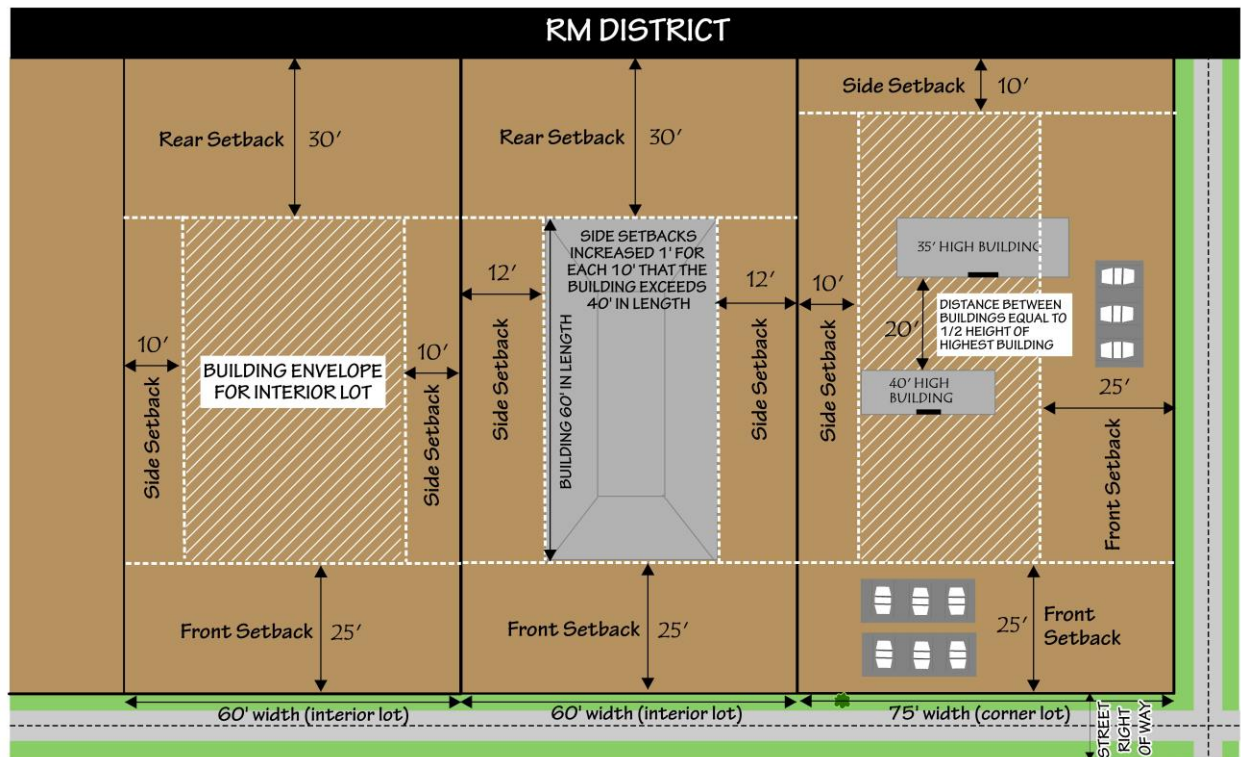 RM DISTRICT
Rear Setback 30'
10'
Side Setback
BUILDING ENVELOPE
FOR INTERIOR LOT
10'
Side Setback
Front Setback 25'
60' width (interior lot)
Rear Setback 30'
12'
Side Setback
SIDE SETBACKS
INCREASED 1' FOR
EACH 10' THAT THE
BUILDING EXCEEDS
40' IN LENGTH
BUILDING 60' IN LENGTH
12'
Side Setback
Front Setback 25'
60' width (interior lot)
Side Setback 10'
10'
Side Setback
35' HIGH BUILDING
20'
DISTANCE BETWEEN
BUILDINGS EQUAL TO
1/2 HEIGHT OF
HIGHEST BUILDING
40' HIGH
BUILDING
25'
Front Setback
25' Front
Setback
75' width (corner lot)
STREET
RIGHT
OF WAY